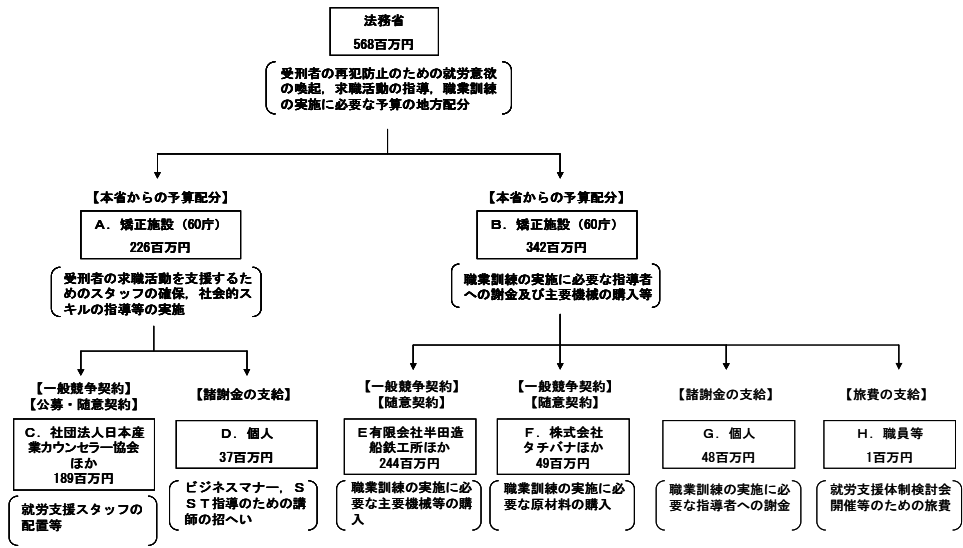 法務省
568百万円
受刑者の再犯防止のための就労意欲
の喚起，求職活動の指導，職業訓練
の実施に必要な予算の地方配分
【本省からの予算配分】
A．矯正施設（60庁）
226百万円
受刑者の求職活動を支援するた
めのスタッフの確保，社会的ス
キルの指導等の実施
【本省からの予算配分】
B．矯正施設（60庁）
342百万円
職業訓練の実施に必要な指導者
への謝金及び主要機械の購入等
【一般競争契約】
【公募・随意契約】
C．社団法人日本産
業カウンセラー協会
ほか
189百万円
就労支援スタッフの
配置等
【諸謝金の支給】
D．個人
37百万円
ビジネスマナー，Ｓ
ＳＴ指導のための講
師の招へい
【一般競争契約】
【随意契約】
E有限会社半田造
船鉄工所ほか
244百万円
職業訓練の実施に必
要な主要機械等の購
入
【一般競争契約】
【随意契約】
F．株式会社
タチバナほか
49百万円
職業訓練の実施に必
要な原材料の購入
【諸謝金の支給】
G．個人
48百万円
職業訓練の実施に必
要な指導者への謝金
【旅費の支給】
H．職員等
1百万円
就労支援体制検討会
開催等のための旅費